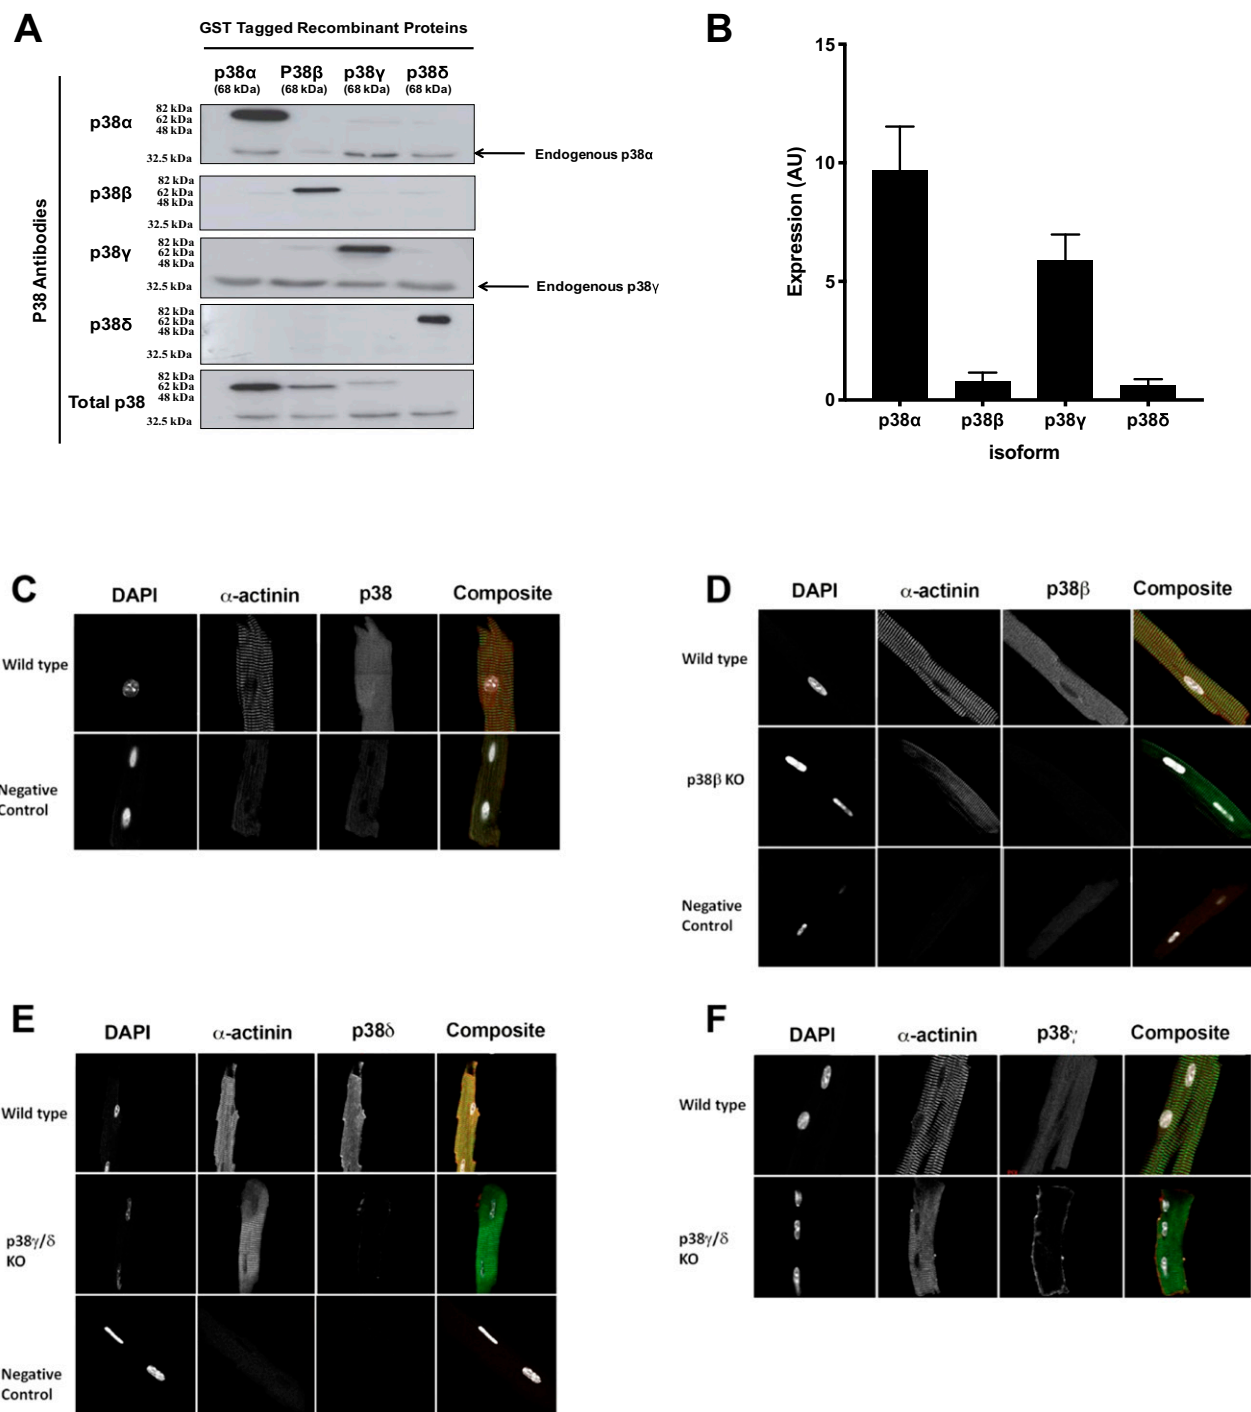 A
GST Tagged Recombinant Proteins
p38α P38β p38γ p38δ
(68 kDa) (68 kDa) (68 kDa) (68 kDa)
P38 Antibodies
p38α
82 kDa
62 kDa
48 kDa
32.5 kDa
Endogenous p38α
p38β
82 kDa
62 kDa
48 kDa
32.5 kDa
p38γ
82 kDa
62 kDa
48 kDa
32.5 kDa
Endogenous p38γ
p38δ
82 kDa
62 kDa
48 kDa
32.5 kDa
Total p38
82 kDa
62 kDa
48 kDa
32.5 kDa
B
Expression (AU)
15
10
5
0
p38α p38β p38γ p38δ
isoform
C
DAPI α-actinin p38 Composite
Wild type
Negative
Control
D
DAPI α-actinin p38β Composite
Wild type
p38β KO
Negative
Control
E
DAPI α-actinin p38δ Composite
Wild type
p38γ/δ
KO
Negative
Control
F
DAPI α-actinin p38γ Composite
Wild type
p38γ/δ
KO